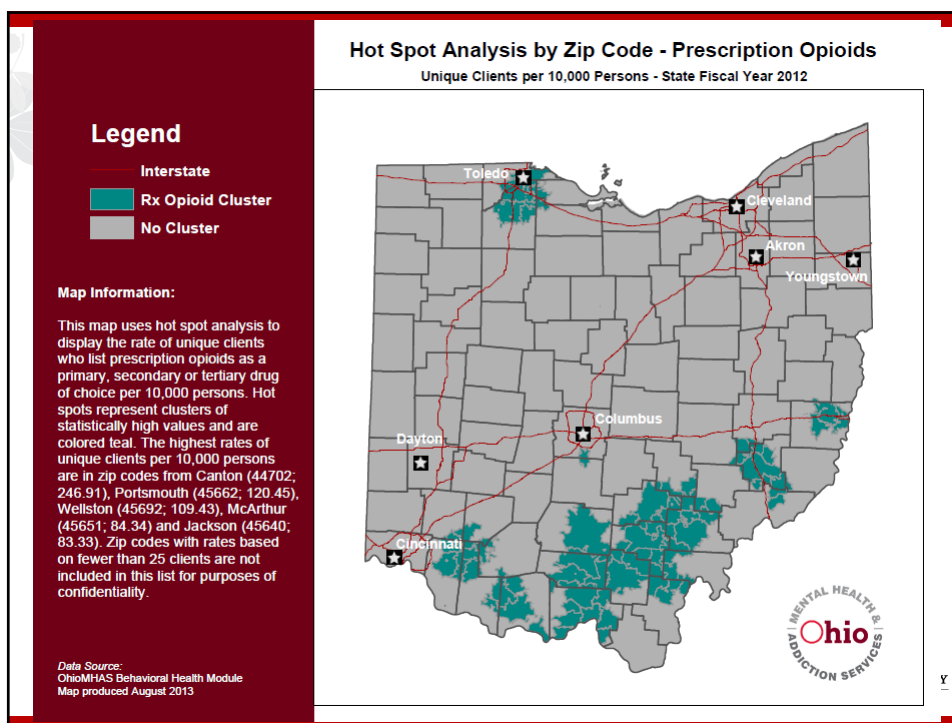 Hot Spot Analysis by Zip Code - Prescription Opioids
Unique Clients per 10,000 Persons - State Fiscal Year 2012
Legend
Interstate
Rx Opioid Cluster
No Cluster
Map Information:
This map uses hot spot analysis to
display the rate of unique clients
who list prescription opioids as a
primary, secondary or tertiary drug
of choice per 10,000 persons. Hot
spots represent clusters of
statistically high values and are
colored teal. The highest rates of
unique clients per 10,000 persons
are in zip codes from Canton (44702;
246.91), Portsmouth (45662; 120.45),
Wellston (45692; 109.43), McArthur
(45651; 84.34) and Jackson (45640;
83.33). Zip codes with rates based
on fewer than 25 clients are not
included in this list for purposes of
confidentiality.
Data Source:
OhioMHAS Behavioral Health Module
Map produced August 2013
Toledo
Cleveland
Akron
Youngstown
Columbus
Dayton
Cincinnati
MENTAL HEALTH &
Ohio
ADDICTION SERVICES
Y